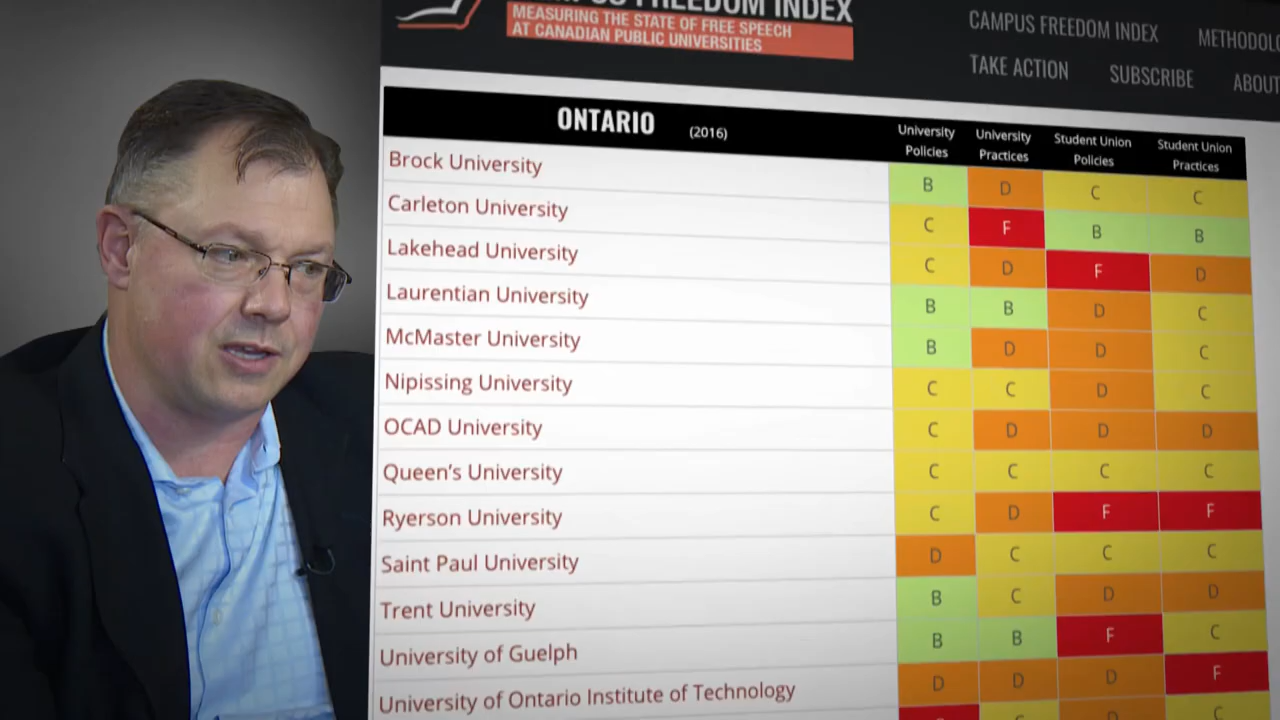 FREEDOM INDEX
MEASURING THE STATE OF FREE SPEECH
AT CANADIAN PUBLIC UNIVERSITIES
CAMPUS FREEDOM INDEX
TAKE ACTION SUBSCRIBE ABOUT
ONTARIO (2016) University Policies University Practices Student Union Policies Student Union Practices
Brock University B D C C
Carleton University C F B B
Lakehead University C D F D
Laurentian University B B D C
McMaster University B D D C
Nipissing University C C D C
OCAD University C D D D
Queen's University C C C C
Ryerson University C D F F
Saint Paul University D C C C
Trent University B C D D
University of Guelph B B F C
University of Ontario Institute of Technology D D D F